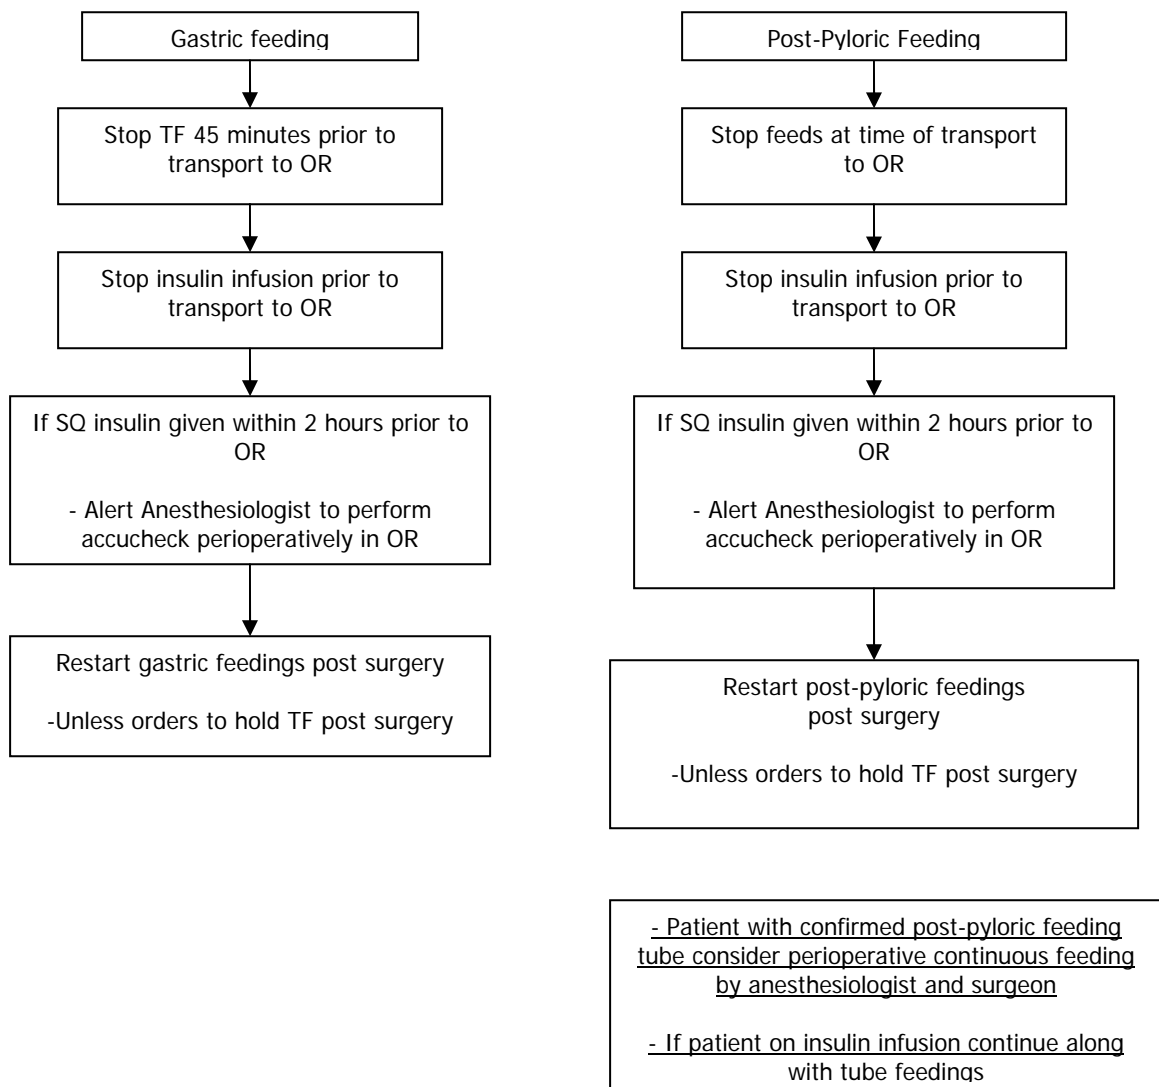 Gastric feeding
Stop TF 45 minutes prior to
transport to OR
Stop insulin infusion prior to
transport to OR
If SQ insulin given within 2 hours prior to
OR
- Alert Anesthesiologist to perform
accucheck perioperatively in OR
Restart gastric feedings post surgery
-Unless orders to hold TF post surgery
Post-Pyloric Feeding
Stop feeds at time of transport
to OR
Stop insulin infusion prior to
transport to OR
If SQ insulin given within 2 hours prior to
OR
- Alert Anesthesiologist to perform
accucheck perioperatively in OR
Restart post-pyloric feedings
post surgery
-Unless orders to hold TF post surgery
- Patient with confirmed post-pyloric feeding
tube consider perioperative continuous feeding
by anesthesiologist and surgeon
- If patient on insulin infusion continue along
with tube feedings